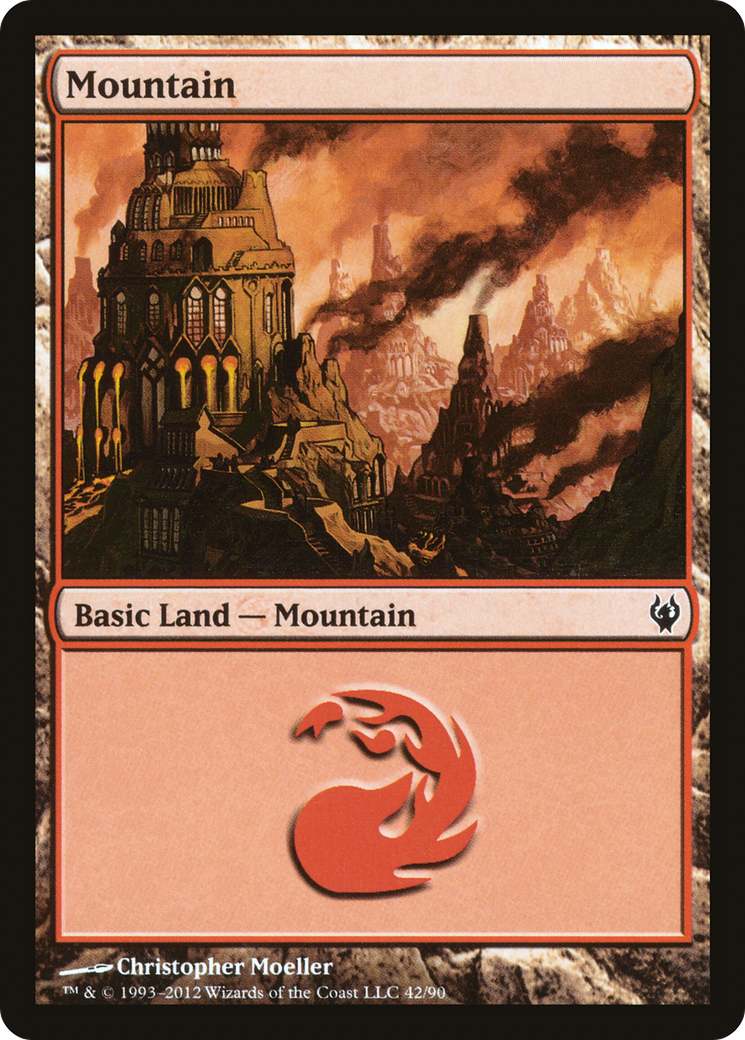 Mountain
Basic Land — Mountain
Christopher Moeller
™ & © 1993–2012 Wizards of the Coast LLC 42/90